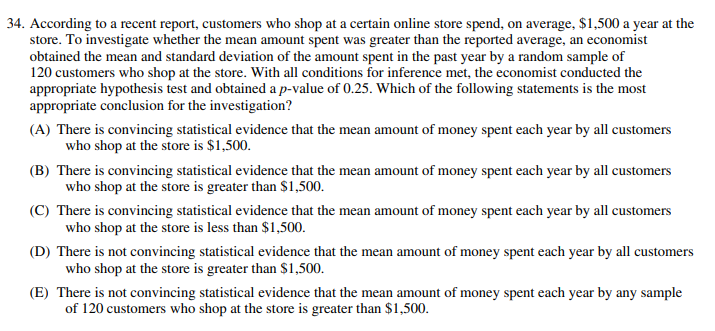 34. According to a recent report, customers who shop at a certain online store spend, on average, $1,500 a year at the
store. To investigate whether the mean amount spent was greater than the reported average, an economist
obtained the mean and standard deviation of the amount spent in the past year by a random sample of
120 customers who shop at the store. With all conditions for inference met, the economist conducted the
appropriate hypothesis test and obtained a p-value of 0.25. Which of the following statements is the most
appropriate conclusion for the investigation?
(A) There is convincing statistical evidence that the mean amount of money spent each year by all customers
who shop at the store is $1,500.
(B) There is convincing statistical evidence that the mean amount of money spent each year by all customers
who shop at the store is greater than $1,500.
(C) There is convincing statistical evidence that the mean amount of money spent each year by all customers
who shop at the store is less than $1,500.
(D) There is not convincing statistical evidence that the mean amount of money spent each year by all customers
who shop at the store is greater than $1,500.
(E) There is not convincing statistical evidence that the mean amount of money spent each year by any sample
of 120 customers who shop at the store is greater than $1,500.